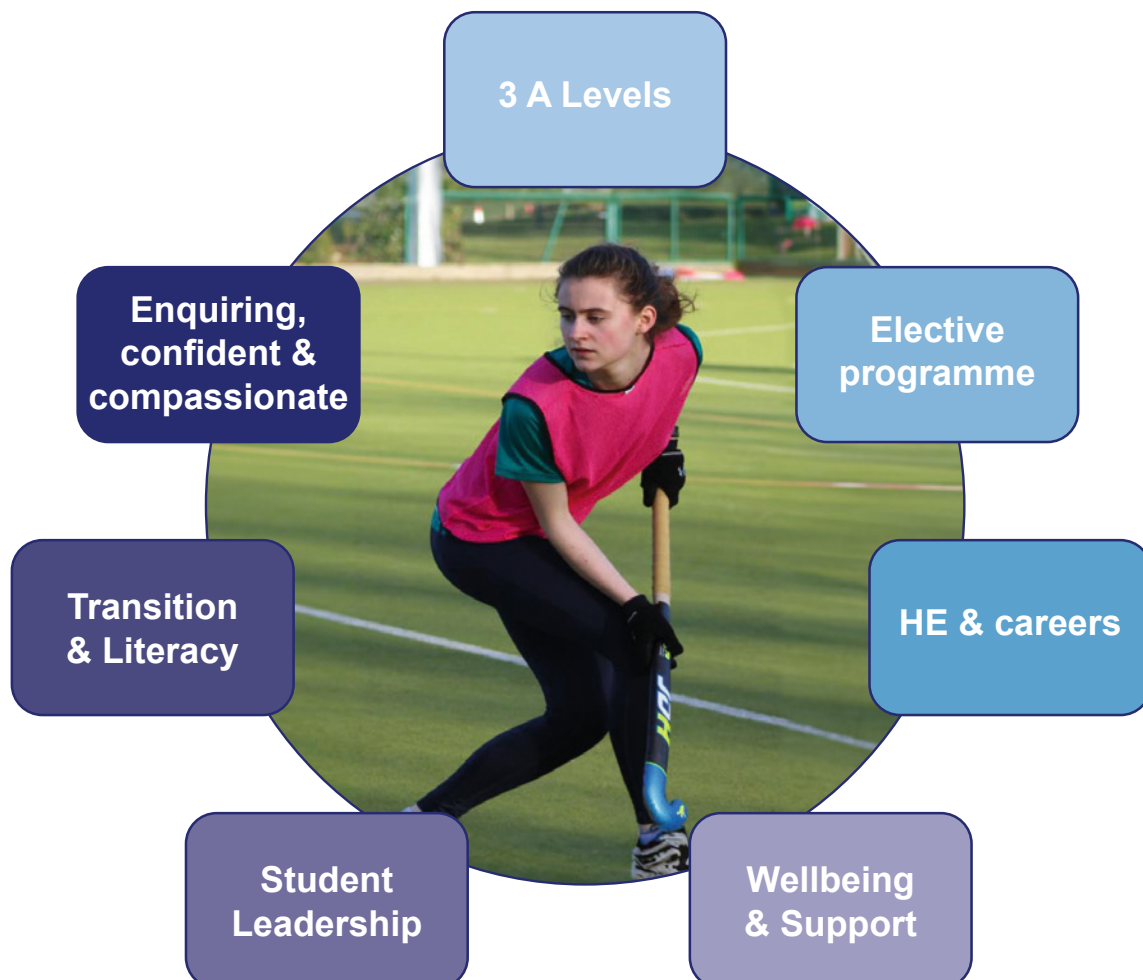 3 A Levels
Elective
programme
HE & careers
Wellbeing
& Support
Student
Leadership
Transition
& Literacy
Enquiring,
confident &
compassionate